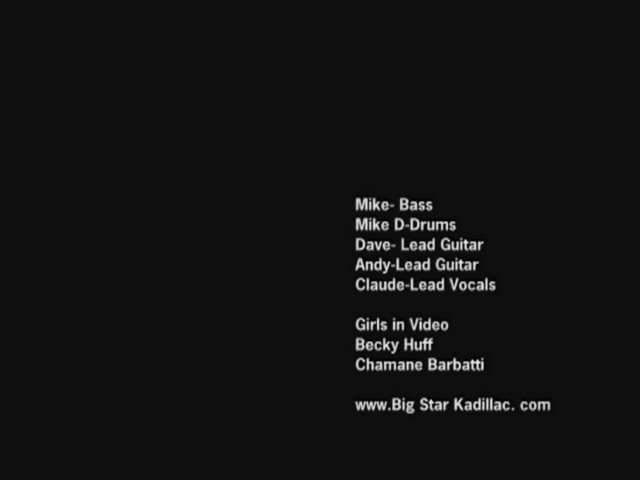 Mike- Bass
Mike D-Drums
Dave- Lead Guitar
Andy-Lead Guitar
Claude-Lead Vocals
Girls in Video
Becky Huff
Chamane Barbatti
www.Big Star Kadillac. com